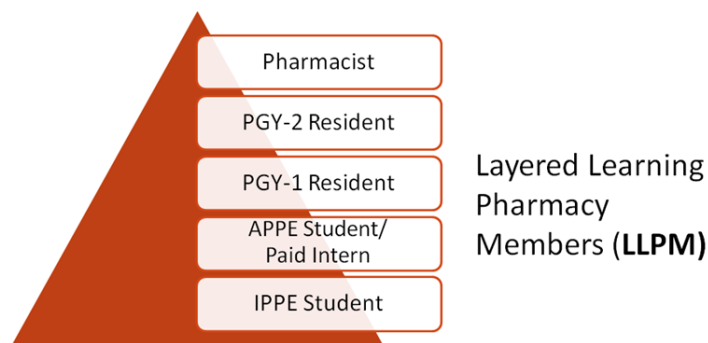 Pharmacist
PGY-2 Resident
PGY-1 Resident
APPE Student/
Paid Intern
IPPE Student
Layered Learning
Pharmacy
Members (LLPM)